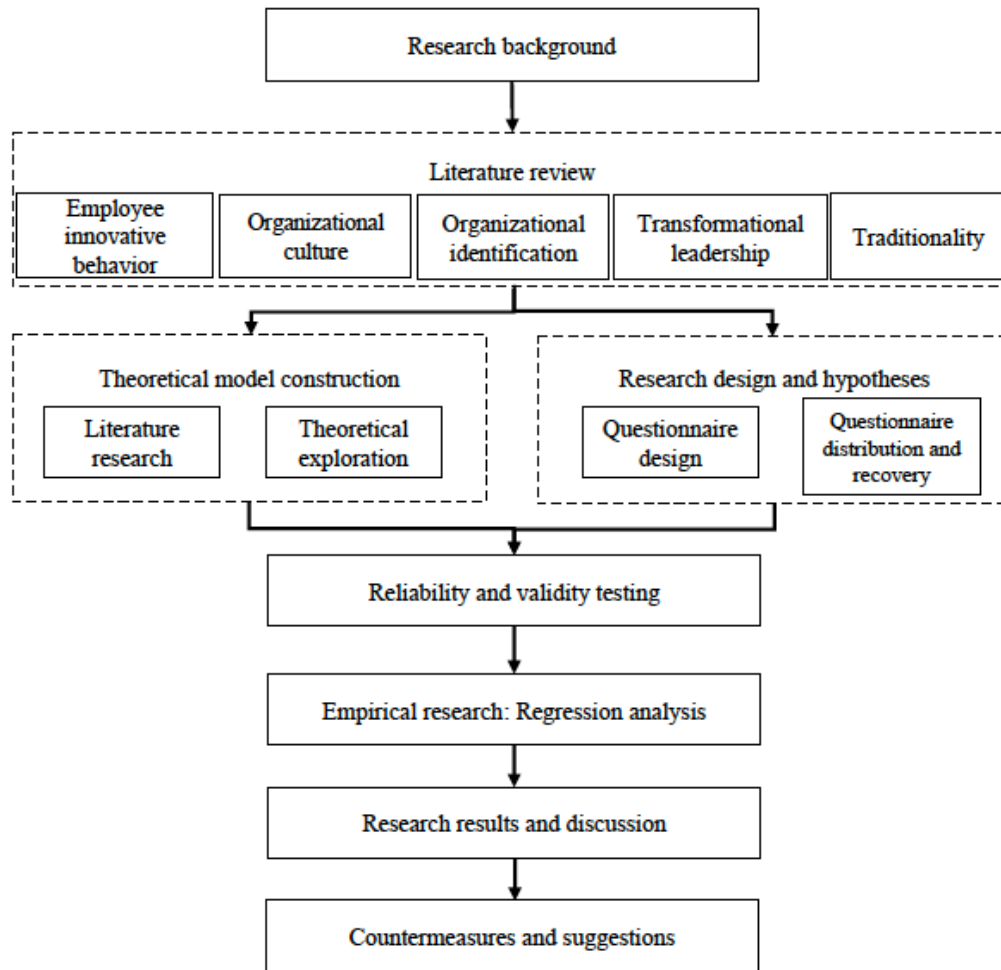 Research background
Literature review
Employee
innovative
behavior
Organizational
culture
Organizational
identification
Transformational
leadership
Traditionality
Theoretical model construction
Literature
research
Theoretical
exploration
Research design and hypotheses
Questionnaire
design
Questionnaire
distribution and
recovery
Reliability and validity testing
Empirical research: Regression analysis
Research results and discussion
Countermeasures and suggestions